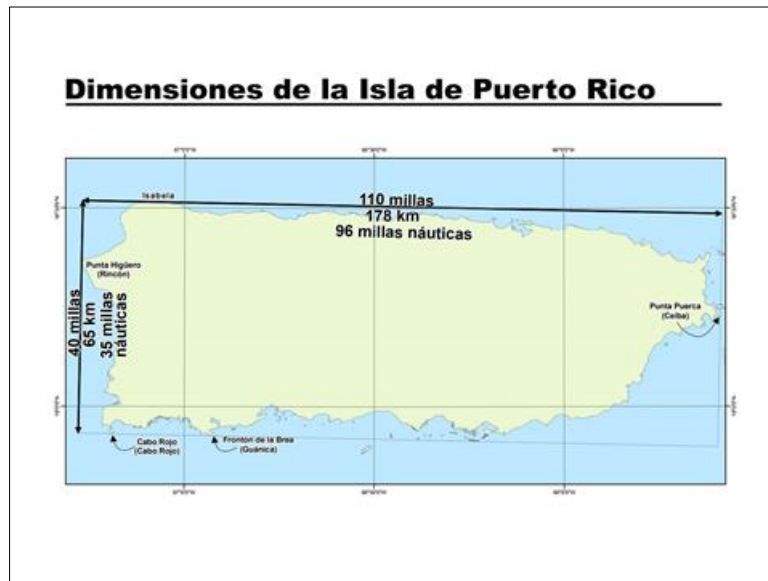 Dimensiones de la Isla de Puerto Rico
Isabela
110 millas
178 km
96 millas náuticas
Punta Higüero
(Rincón)
40 millas
65 km
35 millas
náuticas
Punta Puerca
(Ceiba)
Cabo Rojo
(Cabo Rojo)
Frontón de la Brea
(Guánica)